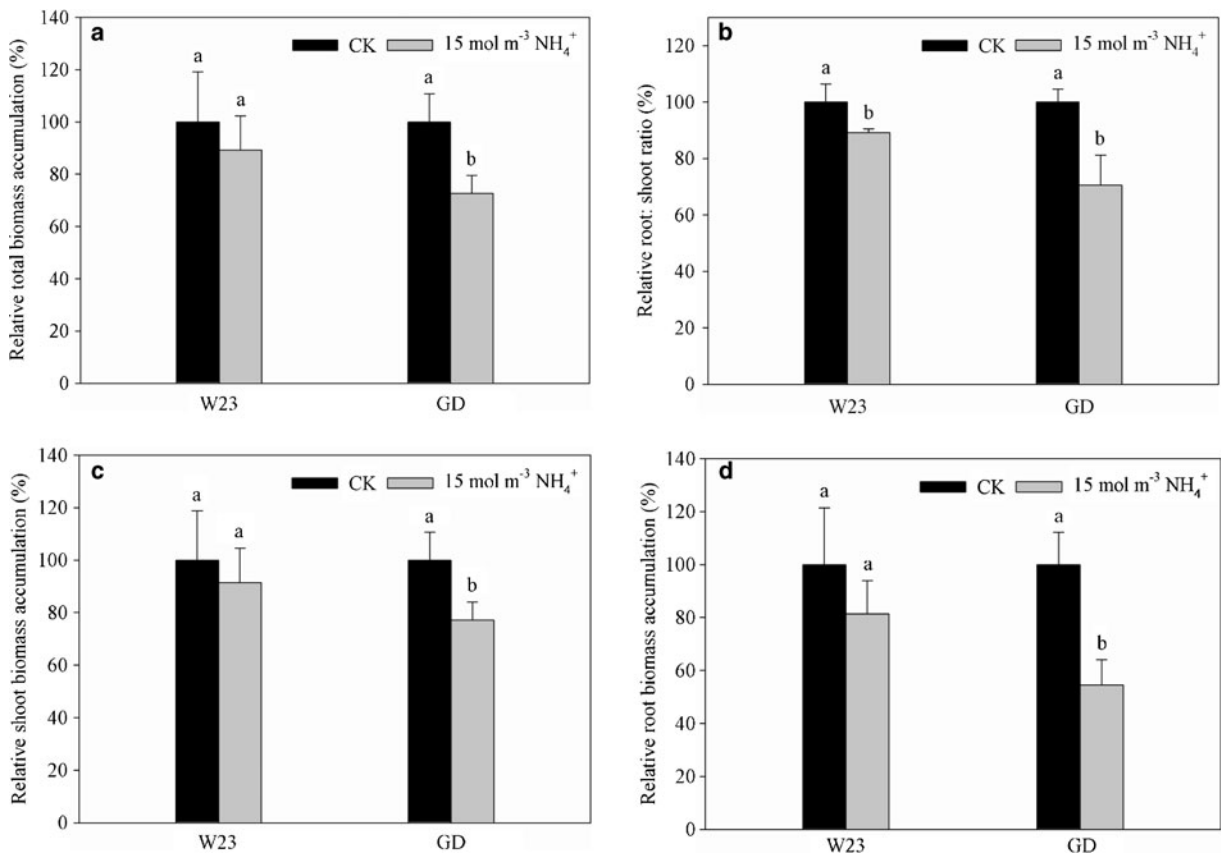 a
CK 15 mol m⁻³ NH₄⁺
Relative total biomass accumulation (%)
140
120
100
80
60
40
20
0
a
a
a
b
W23 GD
b
CK 15 mol m⁻³ NH₄⁺
Relative root: shoot ratio (%)
120
100
80
60
40
20
0
a
b
a
b
W23 GD
c
CK 15 mol m⁻³ NH₄⁺
Relative shoot biomass accumulation (%)
140
120
100
80
60
40
20
0
a
a
a
b
W23 GD
d
CK 15 mol m⁻³ NH₄⁺
Relative root biomass accumulation (%)
140
120
100
80
60
40
20
0
a
a
a
b
W23 GD